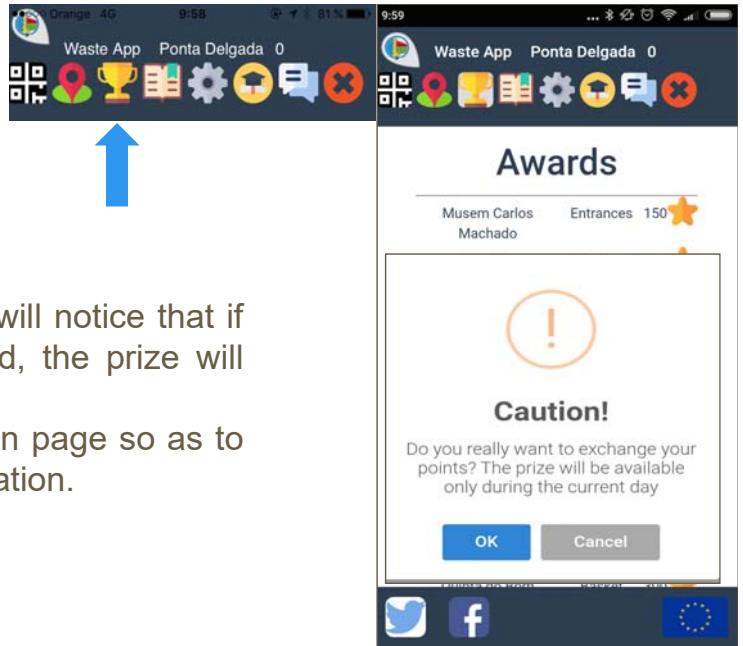 Orange 4G 9:58 81 %
Waste App Ponta Delgada 0
will notice that if
d, the prize will
n page so as to
ation.
9:59
Waste App Ponta Delgada 0
Awards
Musem Carlos Entrances 150
Machado
Caution!
Do you really want to exchange your
points? The prize will be available
only during the current day
OK Cancel